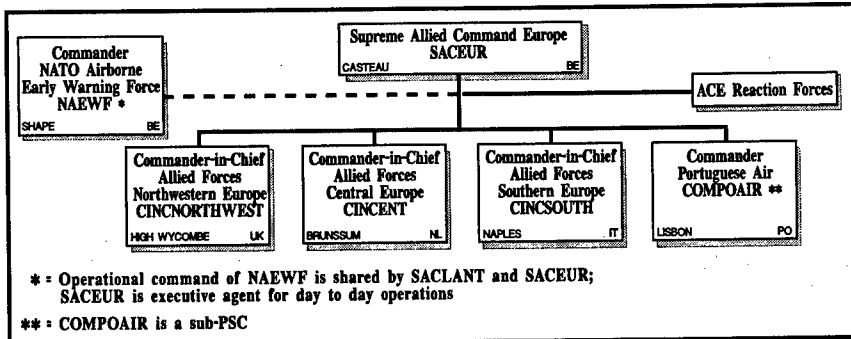 Supreme Allied Command Europe
SACEUR
CASTEAU BE
Commander
NATO Airborne
Early Warning Force
NAEWF *
SHAPE BE
ACE Reaction Forces
Commander-in-Chief
Allied Forces
Northwestern Europe
CINCNORTHWEST
HIGH WYCOMBE UK
Commander-in-Chief
Allied Forces
Central Europe
CINCENT
BRUNSSUM NL
Commander-in-Chief
Allied Forces
Southern Europe
CINCSOUTH
NAPLES IT
Commander
Portuguese Air
COMPOAIR **
LISBON PO
* = Operational command of NAEWF is shared by SACLANT and SACEUR;
SACEUR is executive agent for day to day operations
** = COMPOAIR is a sub-PSC